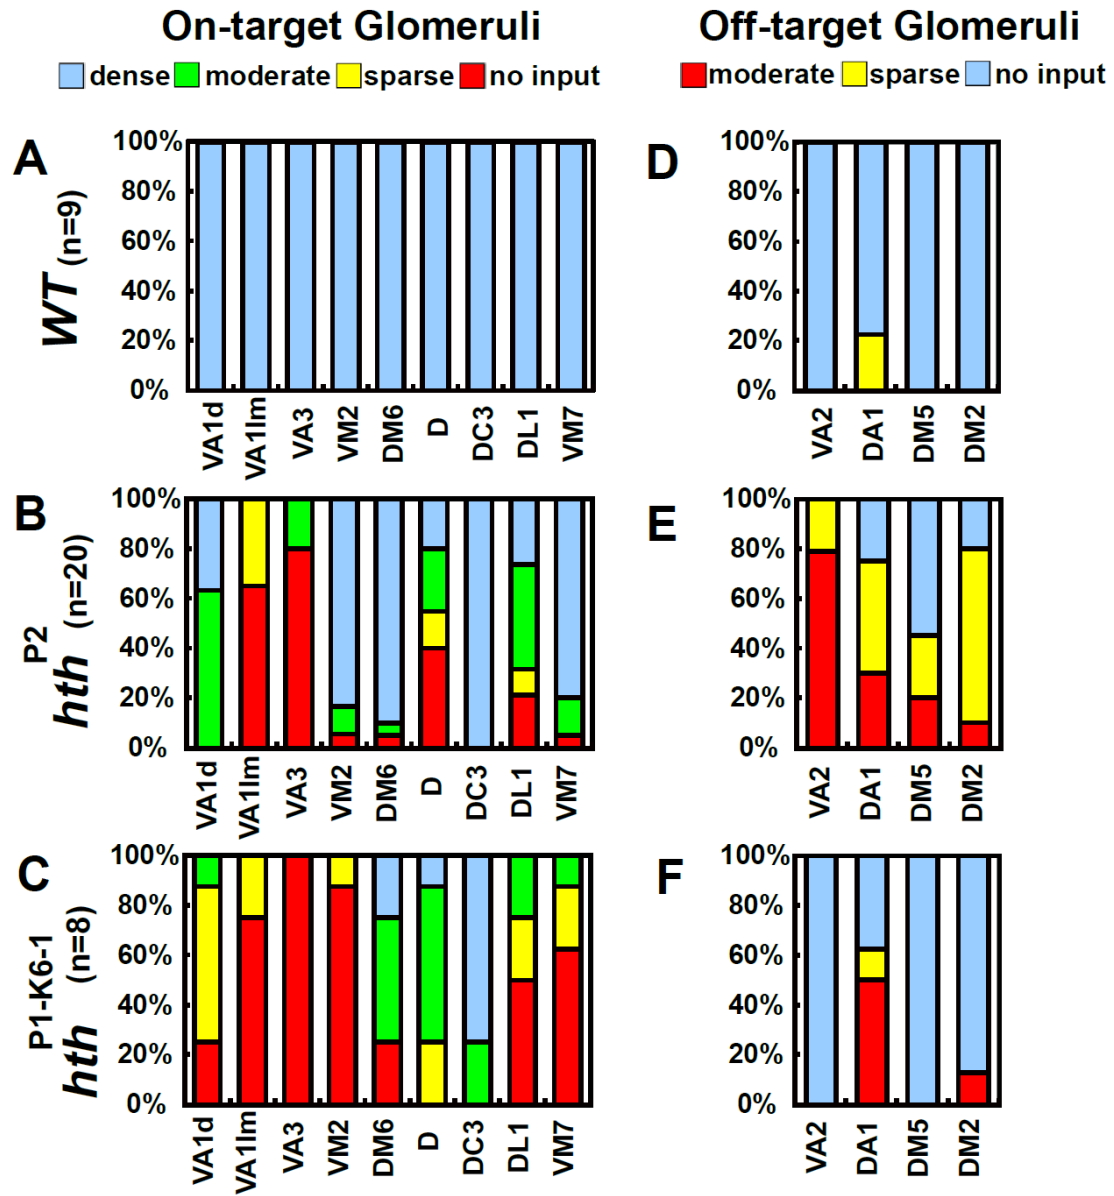 On-target Glomeruli
Off-target Glomeruli
dense moderate sparse no input
moderate sparse no input
A
WT (n=9)
100%
80%
60%
40%
20%
0%
VA1d VA1lm VA3 VM2 DM6 D DC3 DL1 VM7
D
100%
80%
60%
40%
20%
0%
VA2 DA1 DM5 DM2
B
hth P2 (n=20)
100%
80%
60%
40%
20%
0%
VA1d VA1lm VA3 VM2 DM6 D DC3 DL1 VM7
E
100%
80%
60%
40%
20%
0%
VA2 DA1 DM5 DM2
C
hth P1-K6-1 (n=8)
100%
80%
60%
40%
20%
0%
VA1d VA1lm VA3 VM2 DM6 D DC3 DL1 VM7
F
100%
80%
60%
40%
20%
0%
VA2 DA1 DM5 DM2